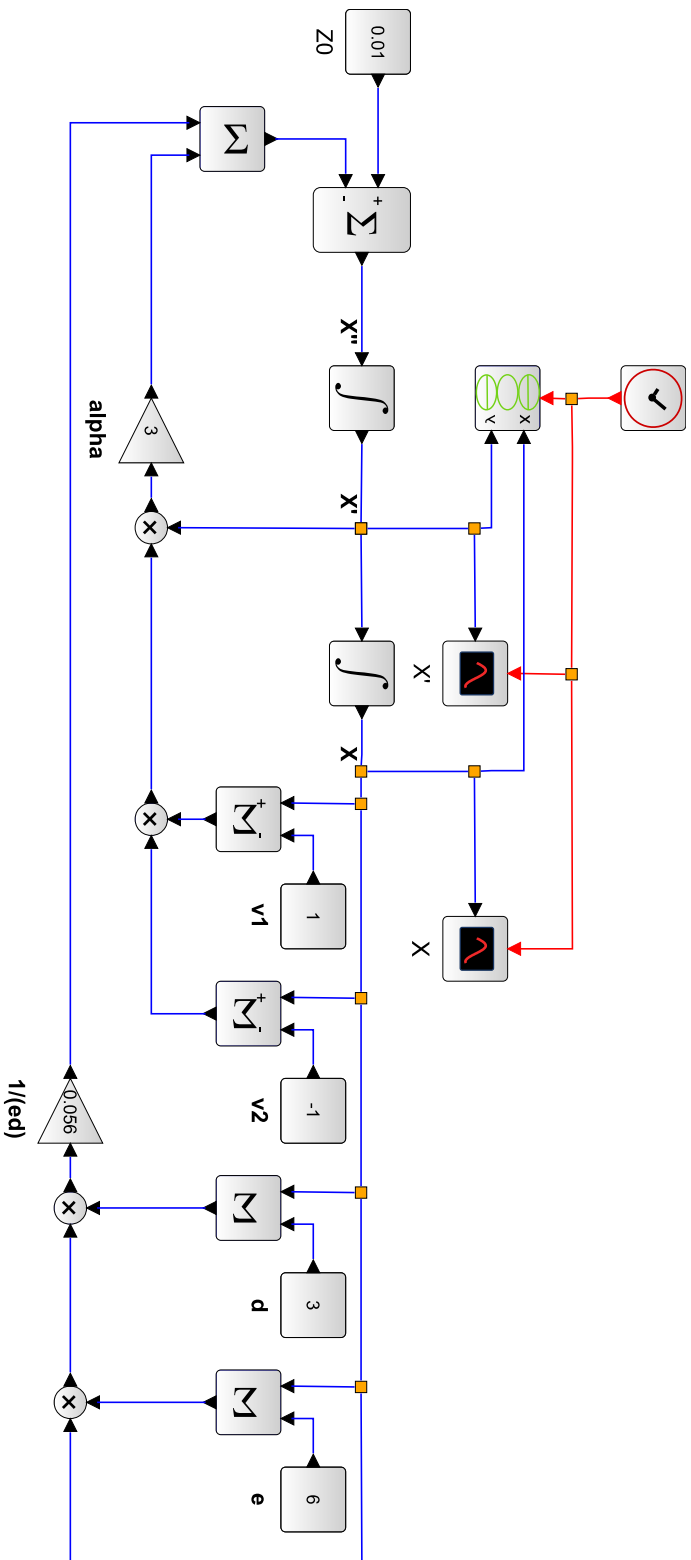 0.01
Z0
Σ
+
-
Σ
X"
∫
X'
x
y
3
alpha
×
∫
X'
X
X
+
-
Σ
×
1
v1
+
-
Σ
-1
v2
0.056
1/(ed)
×
Σ
3
d
×
Σ
6
e